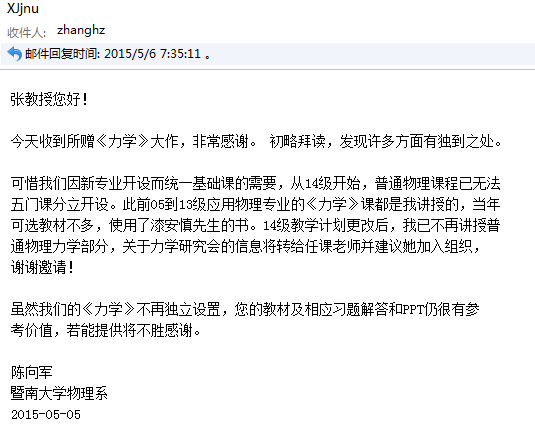 XJjnu
收件人: zhanghz
邮件回复时间: 2015/5/6 7:35:11 。
张教授您好!
今天收到所赠《力学》大作，非常感谢。 初略拜读，发现许多方面有独到之处。
可惜我们因新专业开设而统一基础课的需要，从14级开始，普通物理课程已无法
五门课分立开设。此前05到13级应用物理专业的《力学》课都是我讲授的，当年
可选教材不多，使用了漆安慎先生的书。14级教学计划更改后，我已不再讲授普
通物理力学部分，关于力学研究会的信息将转给任课老师并建议她加入组织，
谢谢邀请!
虽然我们的《力学》不再独立设置，您的教材及相应习题解答和PPT仍很有参
考价值，若能提供将不胜感谢。
陈向军
暨南大学物理系
2015-05-05